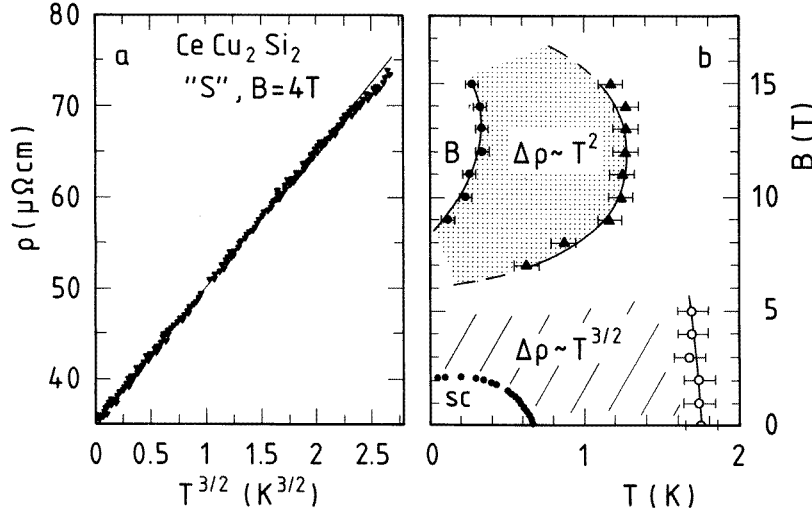 80
70
60
50
40
ρ (μΩcm)
a
Ce Cu₂ Si₂
"S", B=4T
0 0.5 1 1.5 2 2.5
T³/² (K³/²)
b
B
Δρ~T²
Δρ~T³/²
sc
15
10
5
0
B (T)
0 1 2
T (K)